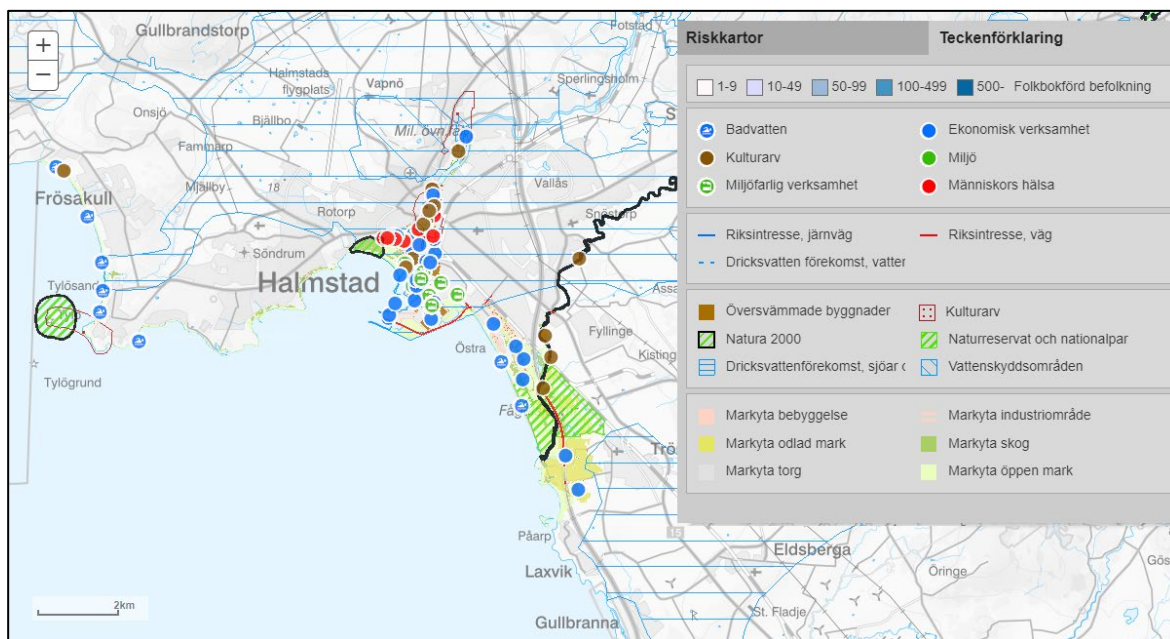 +
−
Gullbrandstorp
Fotstad
Halmstads
flygplats
Vapnö
Sperlingsholm
Onsjö
Bjällbo
Mil. övn.
Fammarp
Frösakull
Mjällby
18
Rotorp
Vallås
Snöstorp
Söndrum
Tylösand
Halmstad
Fyllinge
Kisting
Östra
Tylögrund
Påarp
15
Eldsberga
Öringe
Laxvik
St. Fladje
Gullbranna
2km
Riskkartor
Teckenförklaring
1-9 10-49 50-99 100-499 500- Folkbokförd befolkning
Badvatten
Ekonomisk verksamhet
Kulturarv
Miljö
Miljöfarlig verksamhet
Människors hälsa
Riksintresse, järnväg
Riksintresse, väg
Dricksvatten förekomst, vatter
Översvämmade byggnader
Kulturarv
Natura 2000
Naturreservat och nationalpar
Dricksvattenförekomst, sjöar
Vattenskyddsområden
Markyta bebyggelse
Markyta industriområde
Markyta odlad mark
Markyta skog
Markyta torg
Markyta öppen mark